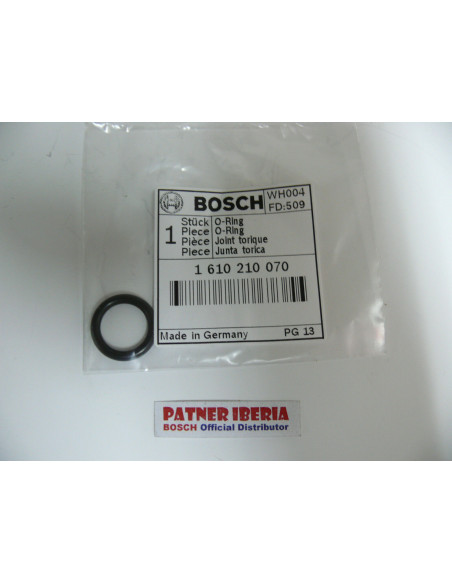 BOSCH
WH004
FD:509
1
Stück O-Ring
Piece O-Ring
Pièce Joint torique
Piece Junta torica
1 610 210 070
Made in Germany PG 13
PATNER IBERIA
BOSCH Official Distributor